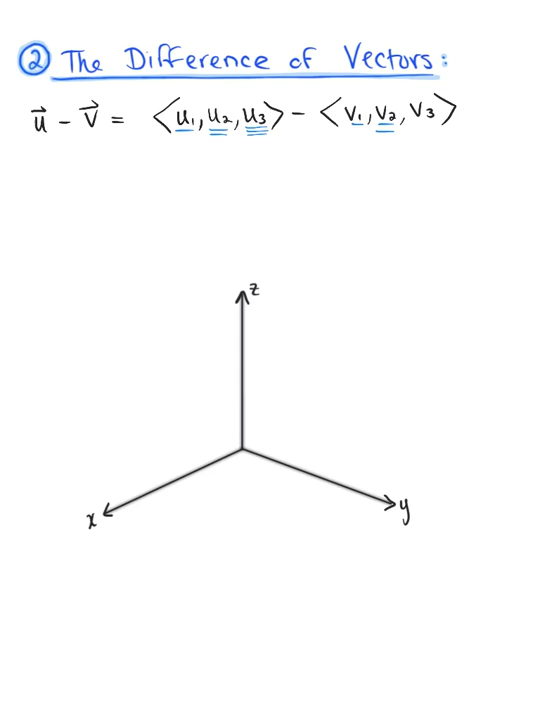 ② The Difference of Vectors:
u⃗ - v⃗ = ⟨u₁, u₂, u₃⟩ - ⟨v₁, v₂, v₃⟩
z
x
y